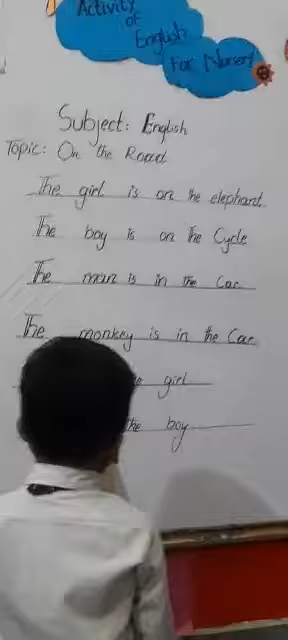 Activity
of
English
For Nursery
Subject: English
Topic: On the Road
The girl is on the elephant.
The boy is on The Cycle
The man is in the Car
The monkey is in the Car
girl
the boy